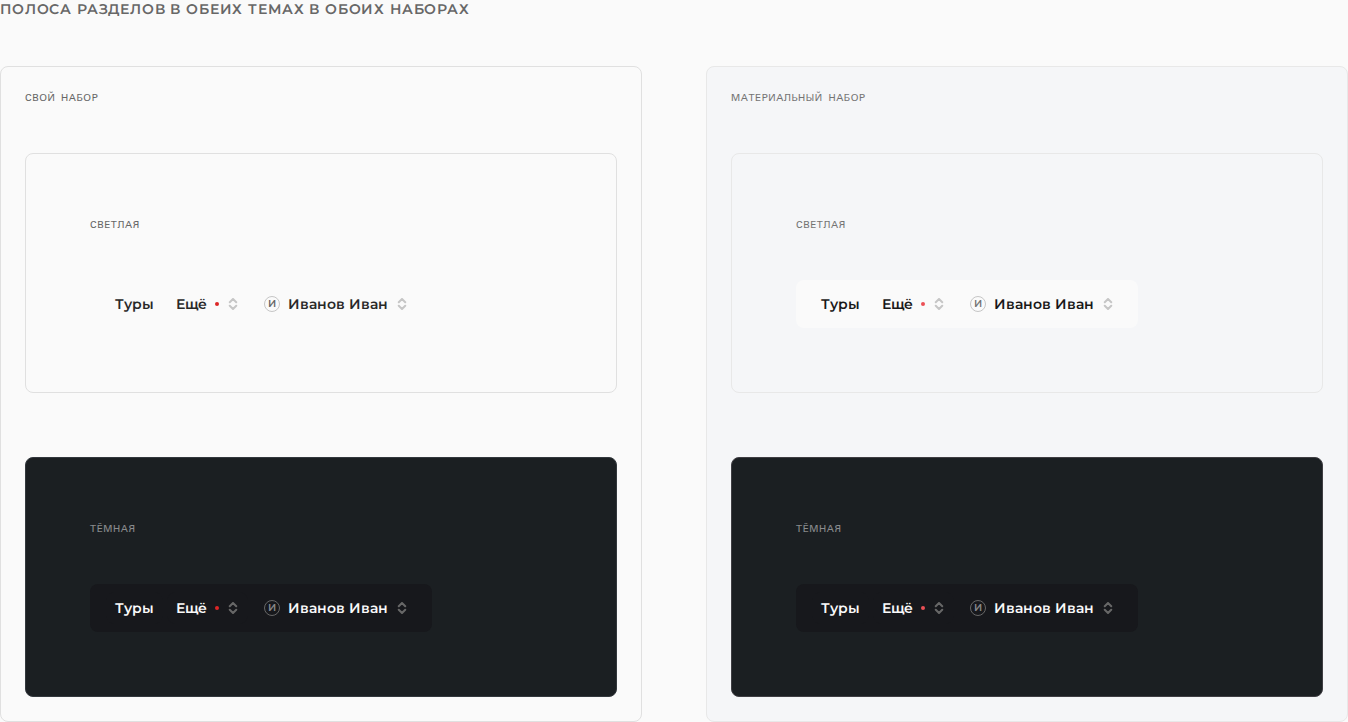 ПОЛОСА РАЗДЕЛОВ В ОБЕИХ ТЕМАХ В ОБОИХ НАБОРАХ
СВОЙ НАБОР
СВЕТЛАЯ
Туры Ещё И Иванов Иван
ТЁМНАЯ
Туры Ещё И Иванов Иван
МАТЕРИАЛЬНЫЙ НАБОР
СВЕТЛАЯ
Туры Ещё И Иванов Иван
ТЁМНАЯ
Туры Ещё И Иванов Иван